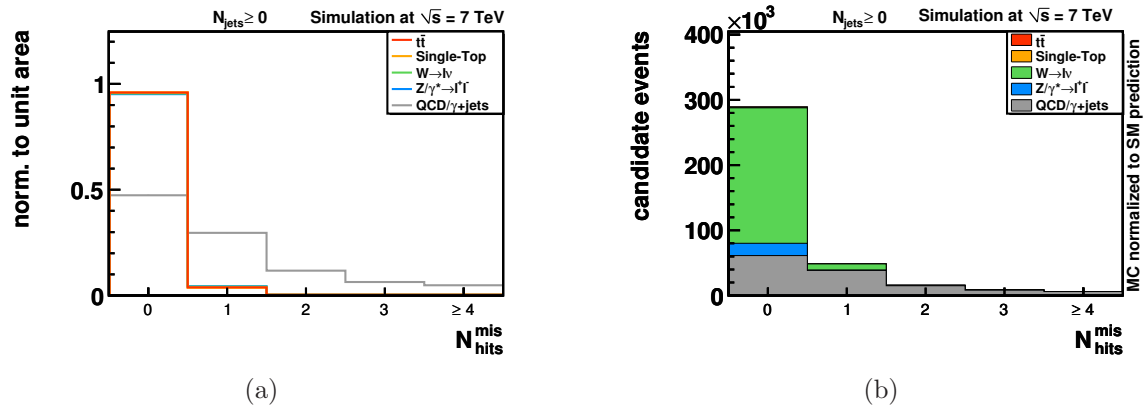 N_jets ≥ 0 Simulation at √s = 7 TeV
norm. to unit area
1
0.5
0
tt̄
Single-Top
W→lν
Z/γ*→l⁺l⁻
QCD/γ+jets
0 1 2 3 ≥ 4
N^mis_hits
(a)
N_jets ≥ 0 Simulation at √s = 7 TeV
×10³
candidate events
400
300
200
100
0
tt̄
Single-Top
W→lν
Z/γ*→l⁺l⁻
QCD/γ+jets
MC normalized to SM prediction
0 1 2 3 ≥ 4
N^mis_hits
(b)